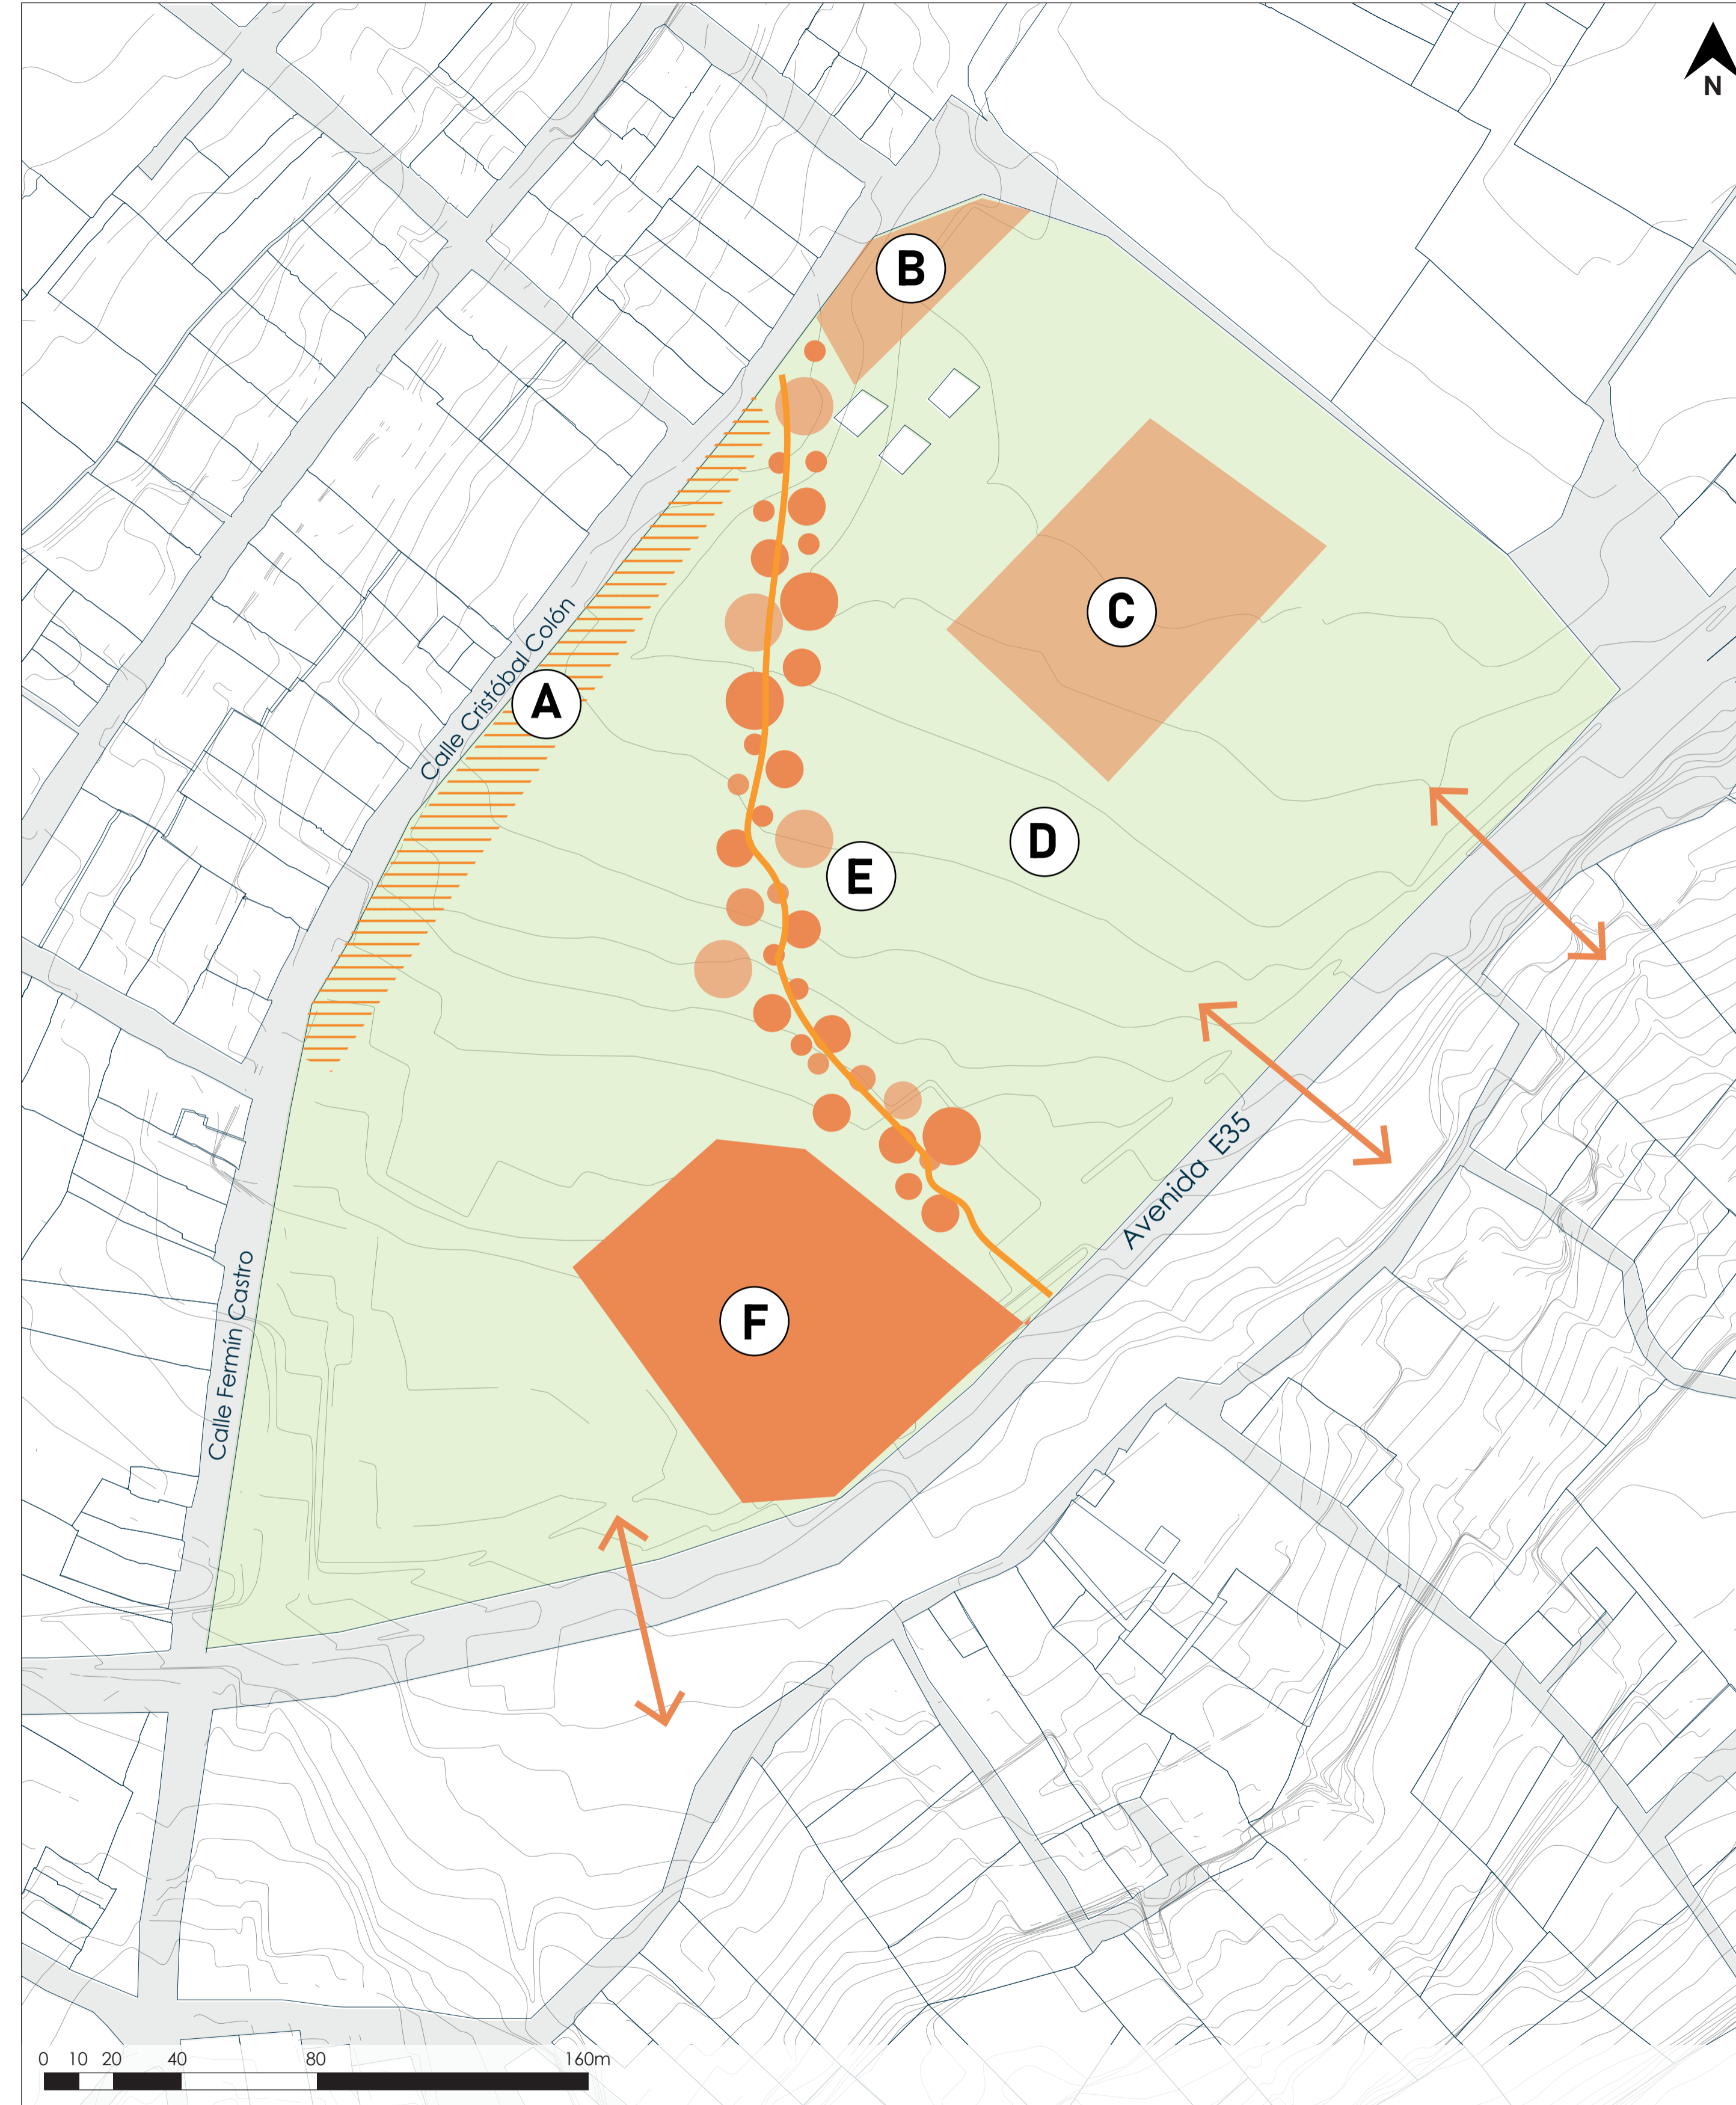 N
B
C
Calle Cristóbal Colón
A
D
E
Avenida E35
F
Calle Fermín Castro
0 10 20 40 80 160m